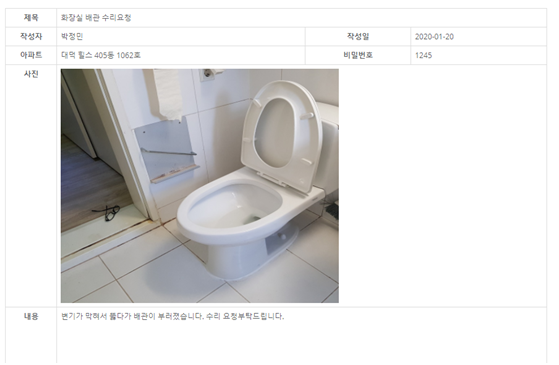 제목 화장실 배관 수리요청
작성자 박정민 작성일 2020-01-20
아파트 대먹 힐스 405동 1062호 비밀번호 1245
사진
내용 변기가 막혀서 뚫다가 배관이 부러졌습니다. 수리 요청부탁드립니다.